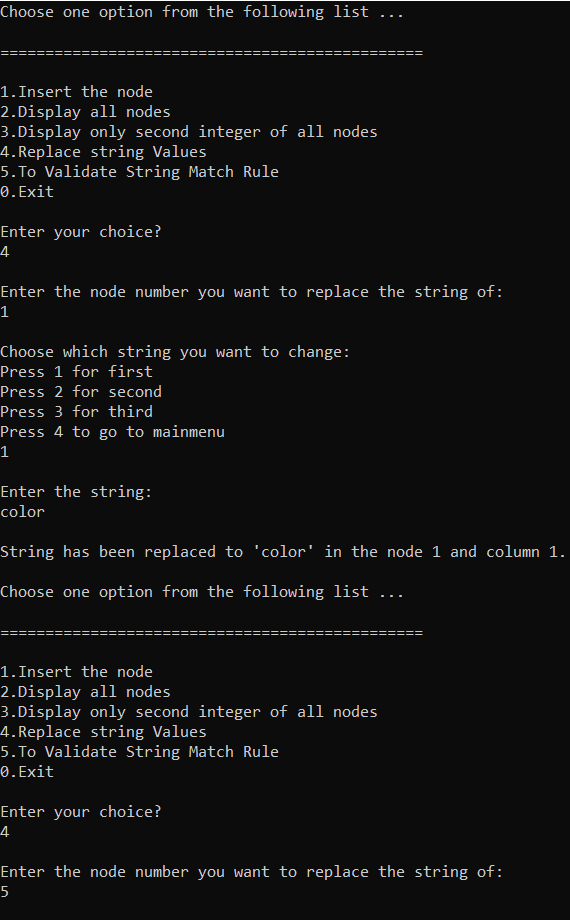 Choose one option from the following list ...
===============================================
1.Insert the node
2.Display all nodes
3.Display only second integer of all nodes
4.Replace string Values
5.To Validate String Match Rule
0.Exit
Enter your choice?
4
Enter the node number you want to replace the string of:
1
Choose which string you want to change:
Press 1 for first
Press 2 for second
Press 3 for third
Press 4 to go to mainmenu
1
Enter the string:
color
String has been replaced to 'color' in the node 1 and column 1.
Choose one option from the following list ...
===============================================
1.Insert the node
2.Display all nodes
3.Display only second integer of all nodes
4.Replace string Values
5.To Validate String Match Rule
0.Exit
Enter your choice?
4
Enter the node number you want to replace the string of:
5